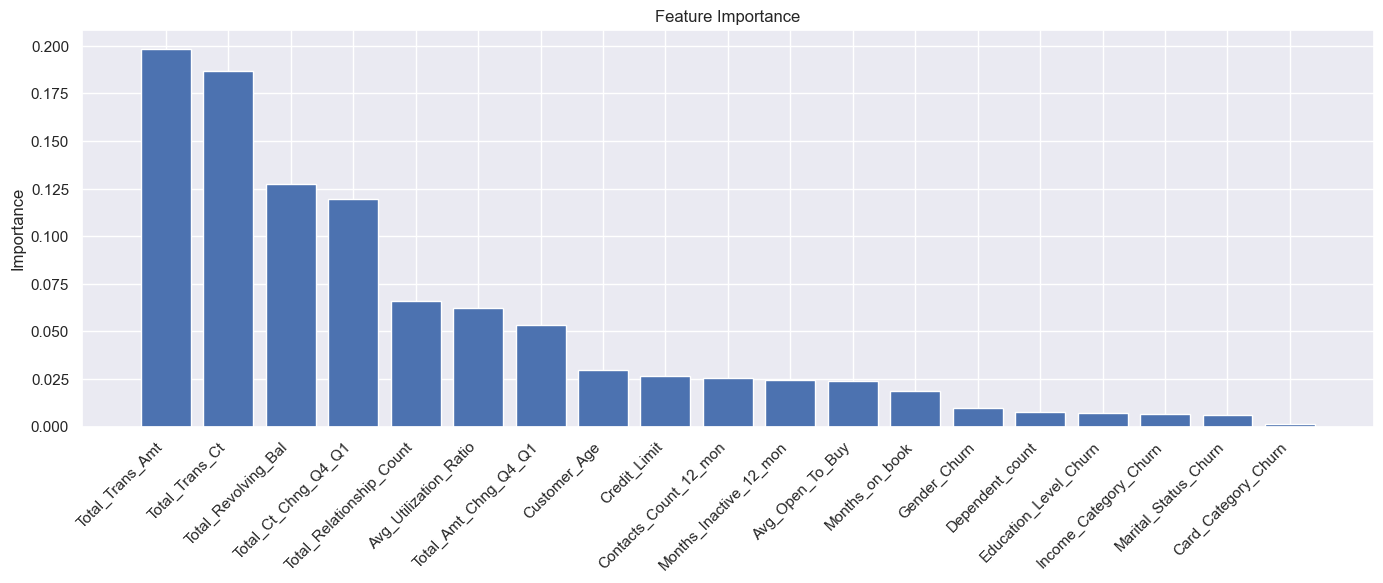 Feature Importance
Importance
0.200
0.175
0.150
0.125
0.100
0.075
0.050
0.025
0.000
Total_Trans_Amt
Total_Trans_Ct
Total_Revolving_Bal
Total_Ct_Chng_Q4_Q1
Total_Relationship_Count
Avg_Utilization_Ratio
Total_Amt_Chng_Q4_Q1
Customer_Age
Credit_Limit
Contacts_Count_12_mon
Months_Inactive_12_mon
Avg_Open_To_Buy
Months_on_book
Gender_Churn
Dependent_count
Education_Level_Churn
Income_Category_Churn
Marital_Status_Churn
Card_Category_Churn